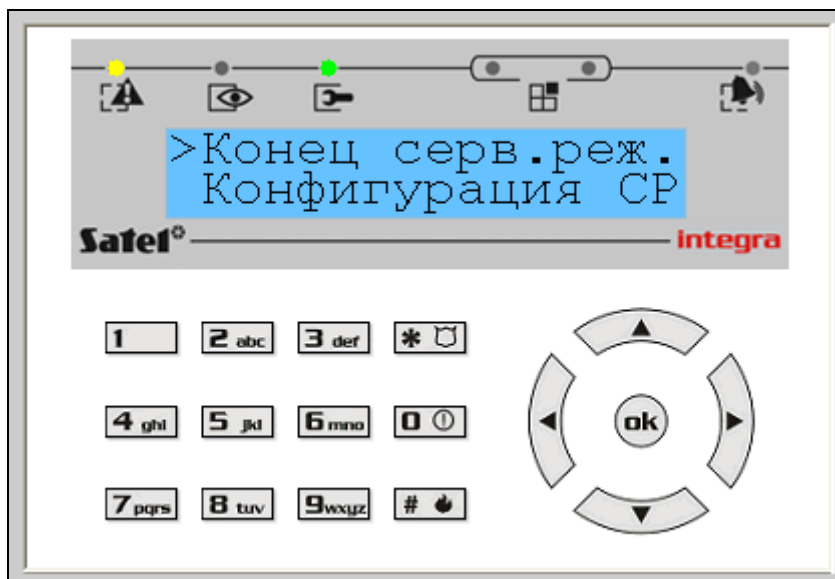 >Конец серв.реж.
Конфигурация СР
Satel integra
1 2 abc 3 def *
4 ghi 5 jkl 6 mno 0
ok
7 pqrs 8 tuv 9 wxyz #